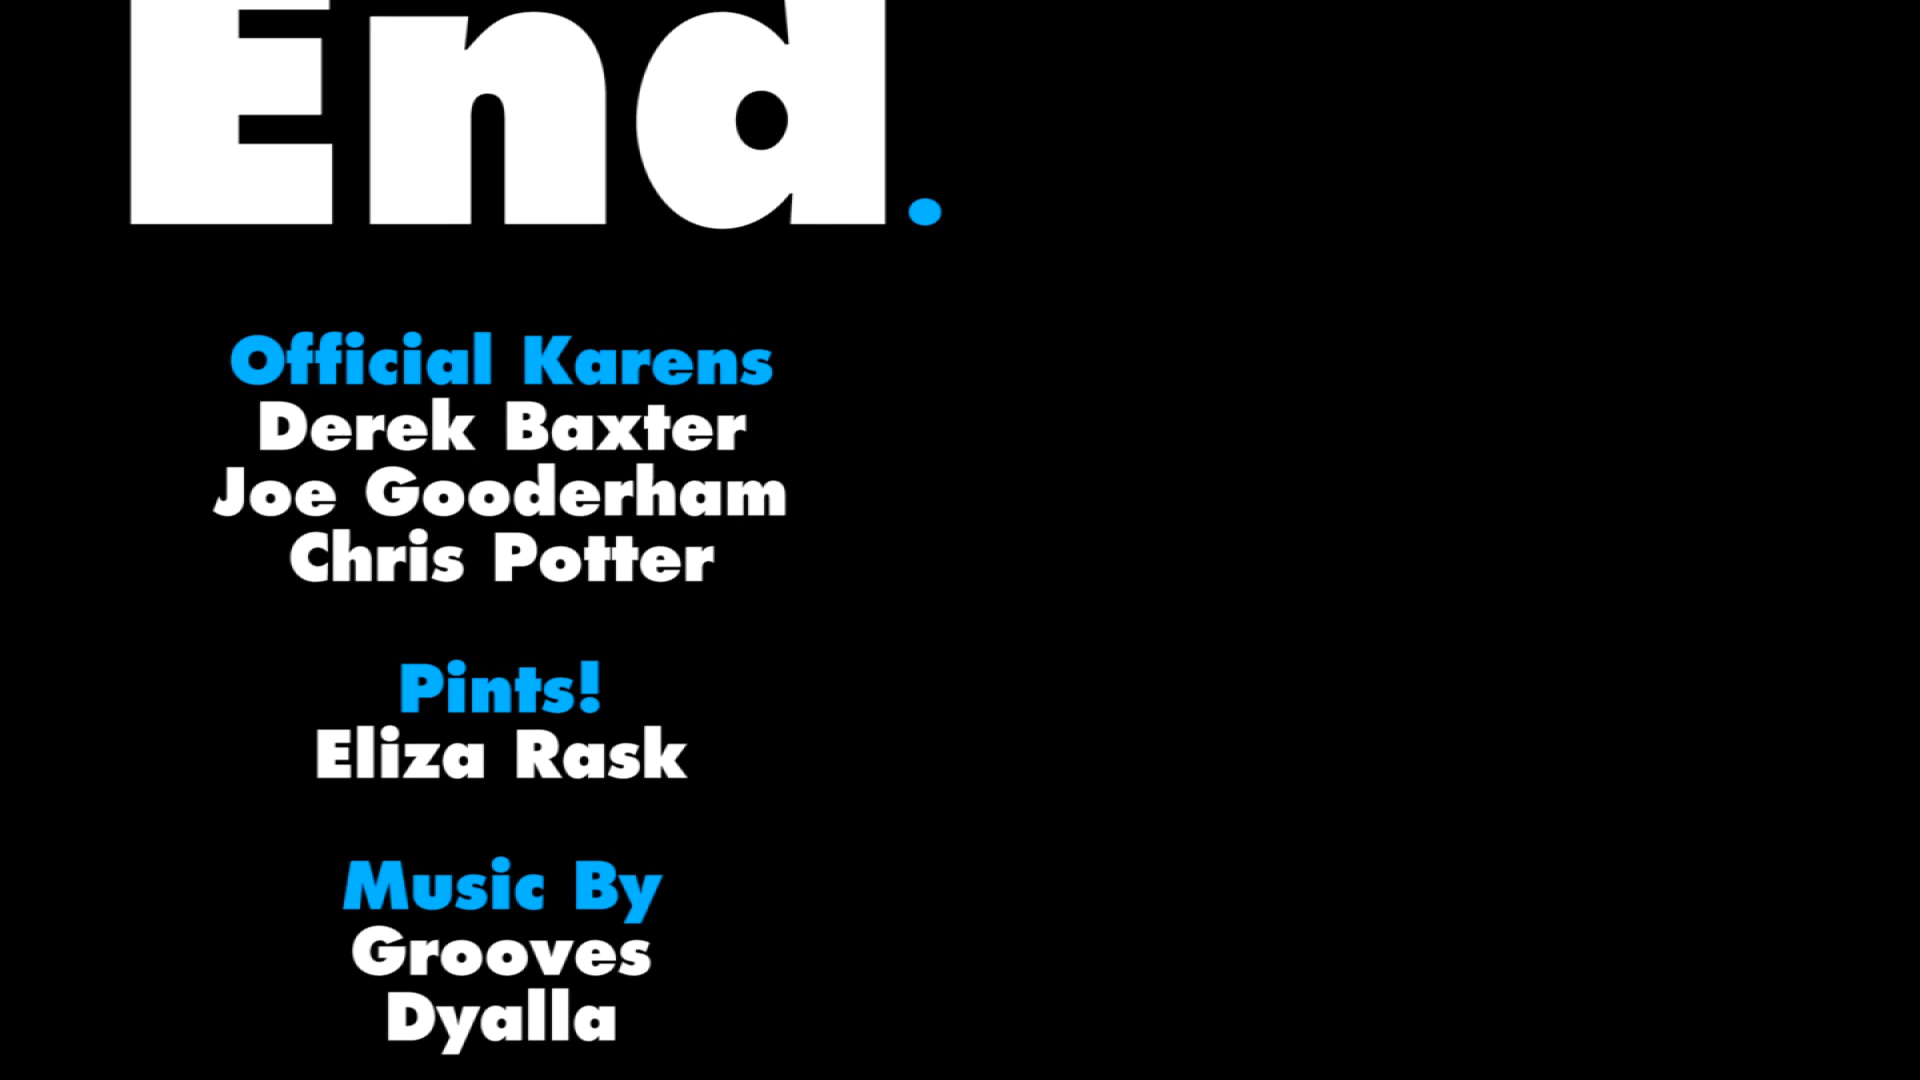 End.
Official Karens
Derek Baxter
Joe Gooderham
Chris Potter
Pints!
Eliza Rask
Music By
Grooves
Dyalla